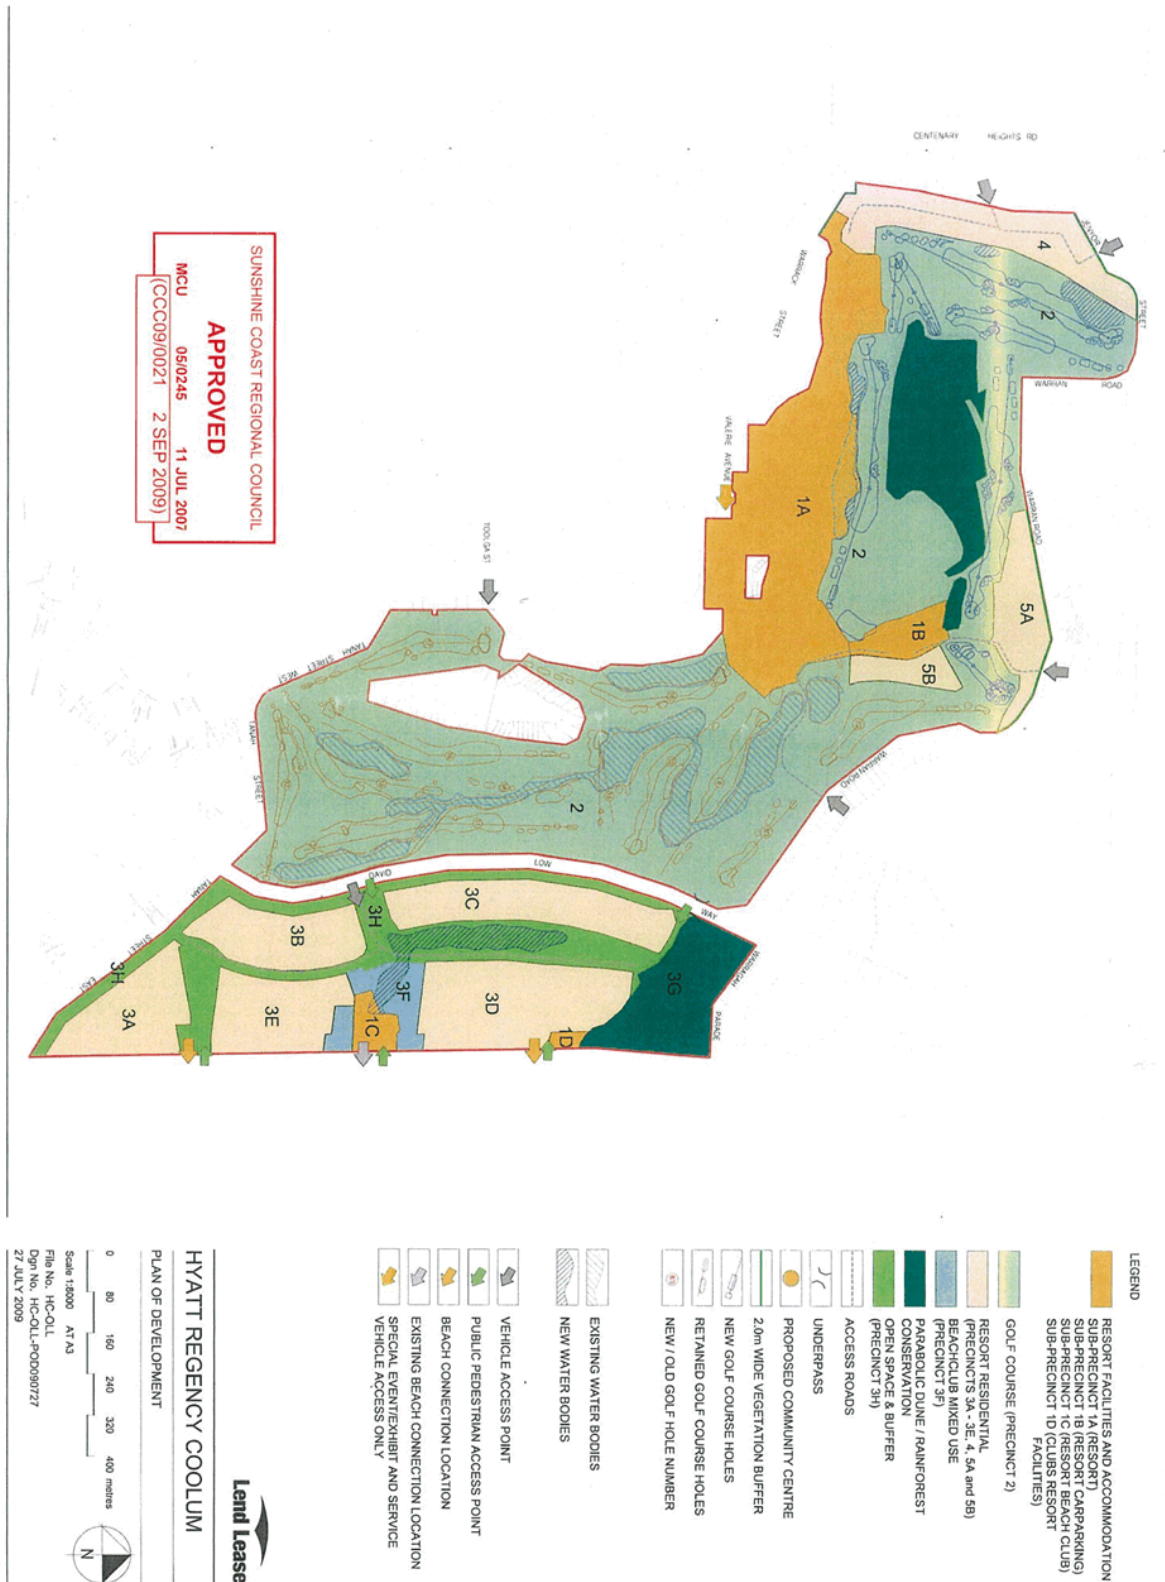 CENTENARY HEIGHTS RD
STREET
WARRAN ROAD
WARRACK STREET
VALERIE AVENUE
WARRAN ROAD
TOOLGA ST
TANAH STREET WEST
TANAH STREET
WARRAN ROAD
DAVID LOW WAY
WARRAGAH PARADE
TANAH STREET EAST
4
2
1A
2
1B
5A
5B
2
3C
3H
3B
3G
3F
3D
1D
1C
3E
3H
3A
SUNSHINE COAST REGIONAL COUNCIL
APPROVED
MCU 05/0245 11 JUL 2007
(CCC09/0021 2 SEP 2009)
LEGEND
RESORT FACILITIES AND ACCOMMODATION
SUB-PRECINCT 1A (RESORT)
SUB-PRECINCT 1B (RESORT CARPARKING)
SUB-PRECINCT 1C (RESORT BEACH CLUB)
SUB-PRECINCT 1D (CLUBS RESORT
FACILITIES)
GOLF COURSE (PRECINCT 2)
RESORT RESIDENTIAL
(PRECINCTS 3A - 3E, 4, 5A and 5B)
BEACHCLUB MIXED USE
(PRECINCT 3F)
PARABOLIC DUNE / RAINFOREST
CONSERVATION
OPEN SPACE & BUFFER
(PRECINCT 3H)
ACCESS ROADS
UNDERPASS
PROPOSED COMMUNITY CENTRE
2.0m WIDE VEGETATION BUFFER
NEW GOLF COURSE HOLES
RETAINED GOLF COURSE HOLES
NEW / OLD GOLF HOLE NUMBER
EXISTING WATER BODIES
NEW WATER BODIES
VEHICLE ACCESS POINT
PUBLIC PEDESTRIAN ACCESS POINT
BEACH CONNECTION LOCATION
EXISTING BEACH CONNECTION LOCATION
SPECIAL EVENT/EXHIBIT AND SERVICE
VEHICLE ACCESS ONLY
Lend Lease
HYATT REGENCY COOLUM
PLAN OF DEVELOPMENT
0 80 160 240 320 400 metres
N
Scale 1:8000 AT A3
File No. HC-OLL
Dgn No. HC-OLL-POD090727
27 JULY 2009